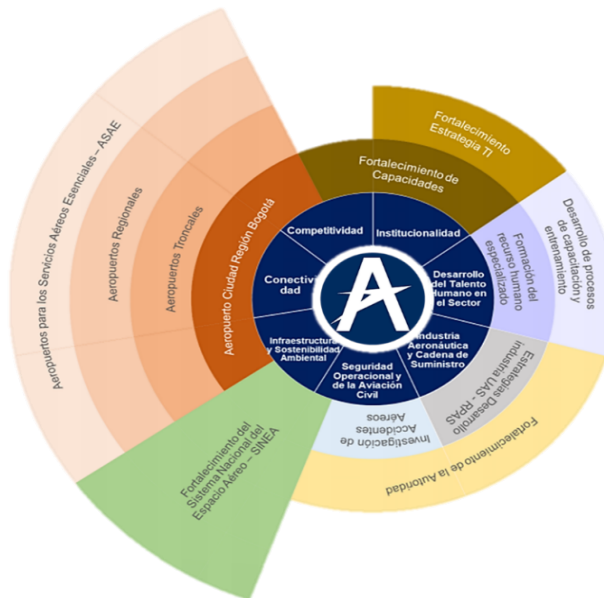 Fortalecimiento
Estrategia TI
Fortalecimiento de
Capacidades
Desarrollo de procesos
de capacitación y
entrenamiento
Formación del
recurso humano
especializado
Aeropuertos para los Servicios Aéreos Esenciales – ASAE
Aeropuertos Regionales
Aeropuertos Troncales
Aeropuerto Ciudad Región Bogotá
Competitividad
Institucionalidad
Conectivi
dad
Desarrollo
del Talento
Humano en
el Sector
Infraestructura
y Sostenibilidad
Ambiental
Industria
Aeronáutica
y Cadena de
Suministro
Seguridad
Operacional y
de la Aviación
Civil
Estrategias Desarrollo
industria UAS - RPAS
Investigación de
Accidentes
Aéreos
Fortalecimiento de la Autoridad
Fortalecimiento del
Sistema Nacional del
Espacio Aéreo – SINEA